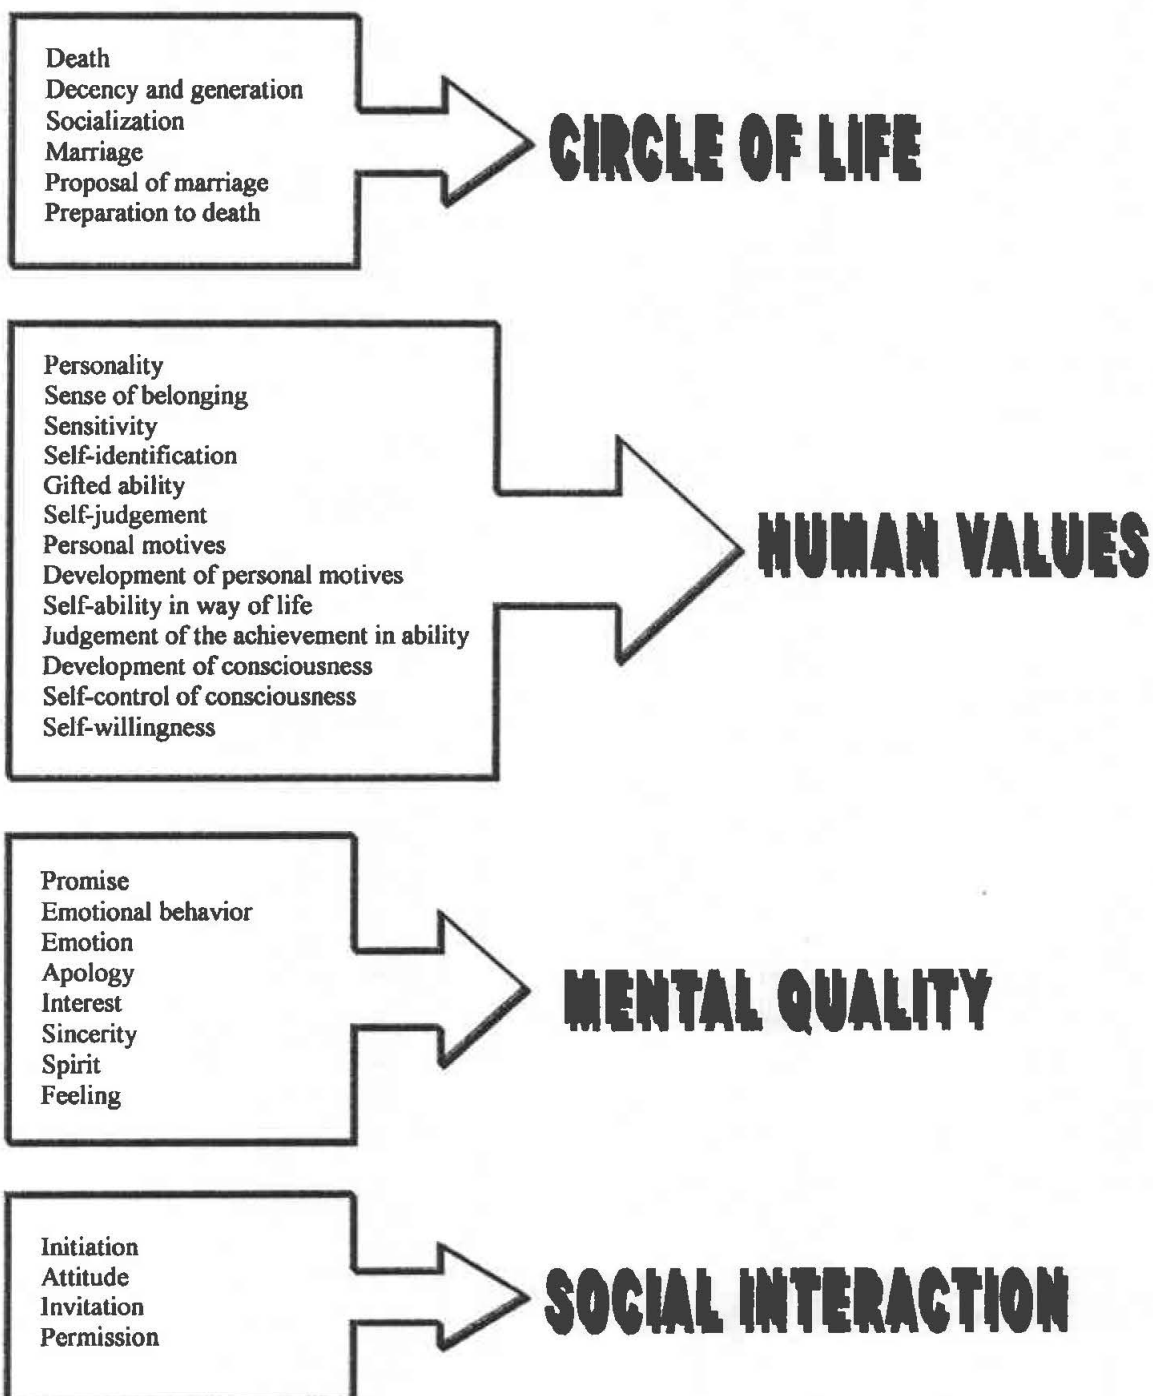 Death
Decency and generation
Socialization
Marriage
Proposal of marriage
Preparation to death
CIRCLE OF LIFE
Personality
Sense of belonging
Sensitivity
Self-identification
Gifted ability
Self-judgement
Personal motives
Development of personal motives
Self-ability in way of life
Judgement of the achievement in ability
Development of consciousness
Self-control of consciousness
Self-willingness
HUMAN VALUES
Promise
Emotional behavior
Emotion
Apology
Interest
Sincerity
Spirit
Feeling
MENTAL QUALITY
Initiation
Attitude
Invitation
Permission
SOCIAL INTERACTION